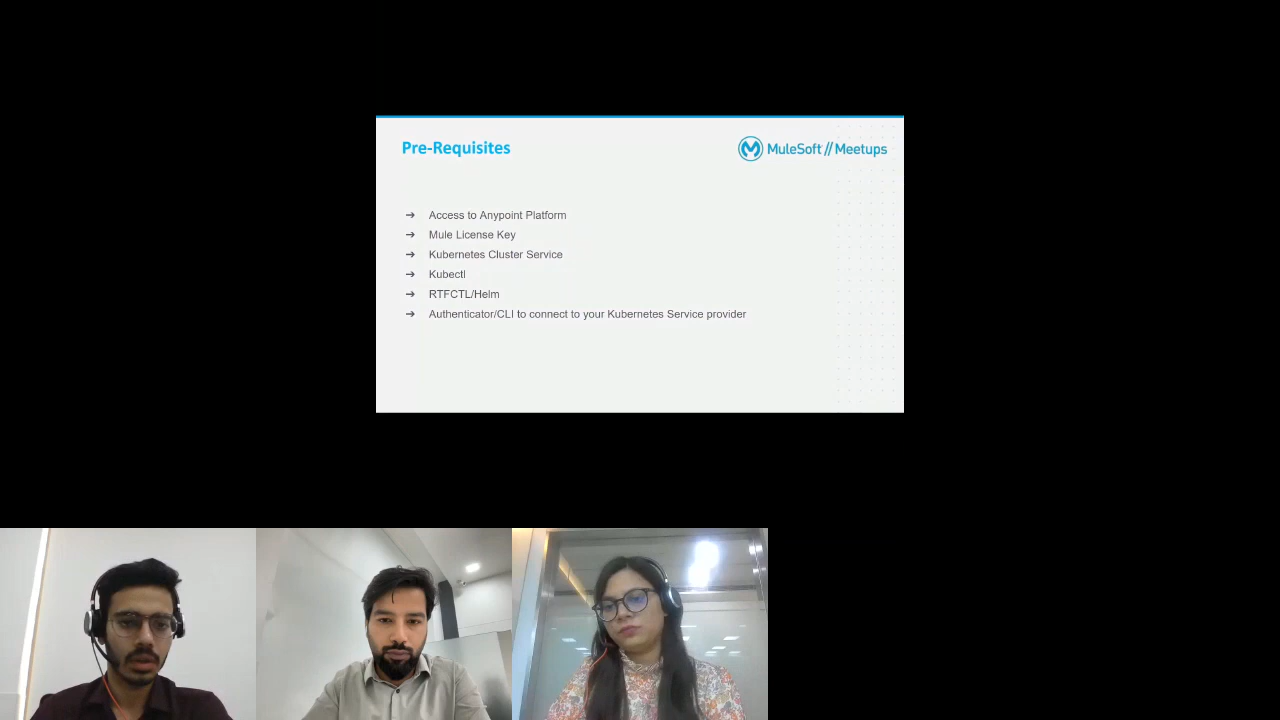 Pre-Requisites
MuleSoft // Meetups
➔ Access to Anypoint Platform
➔ Mule License Key
➔ Kubernetes Cluster Service
➔ Kubectl
➔ RTFCTL/Helm
➔ Authenticator/CLI to connect to your Kubernetes Service provider